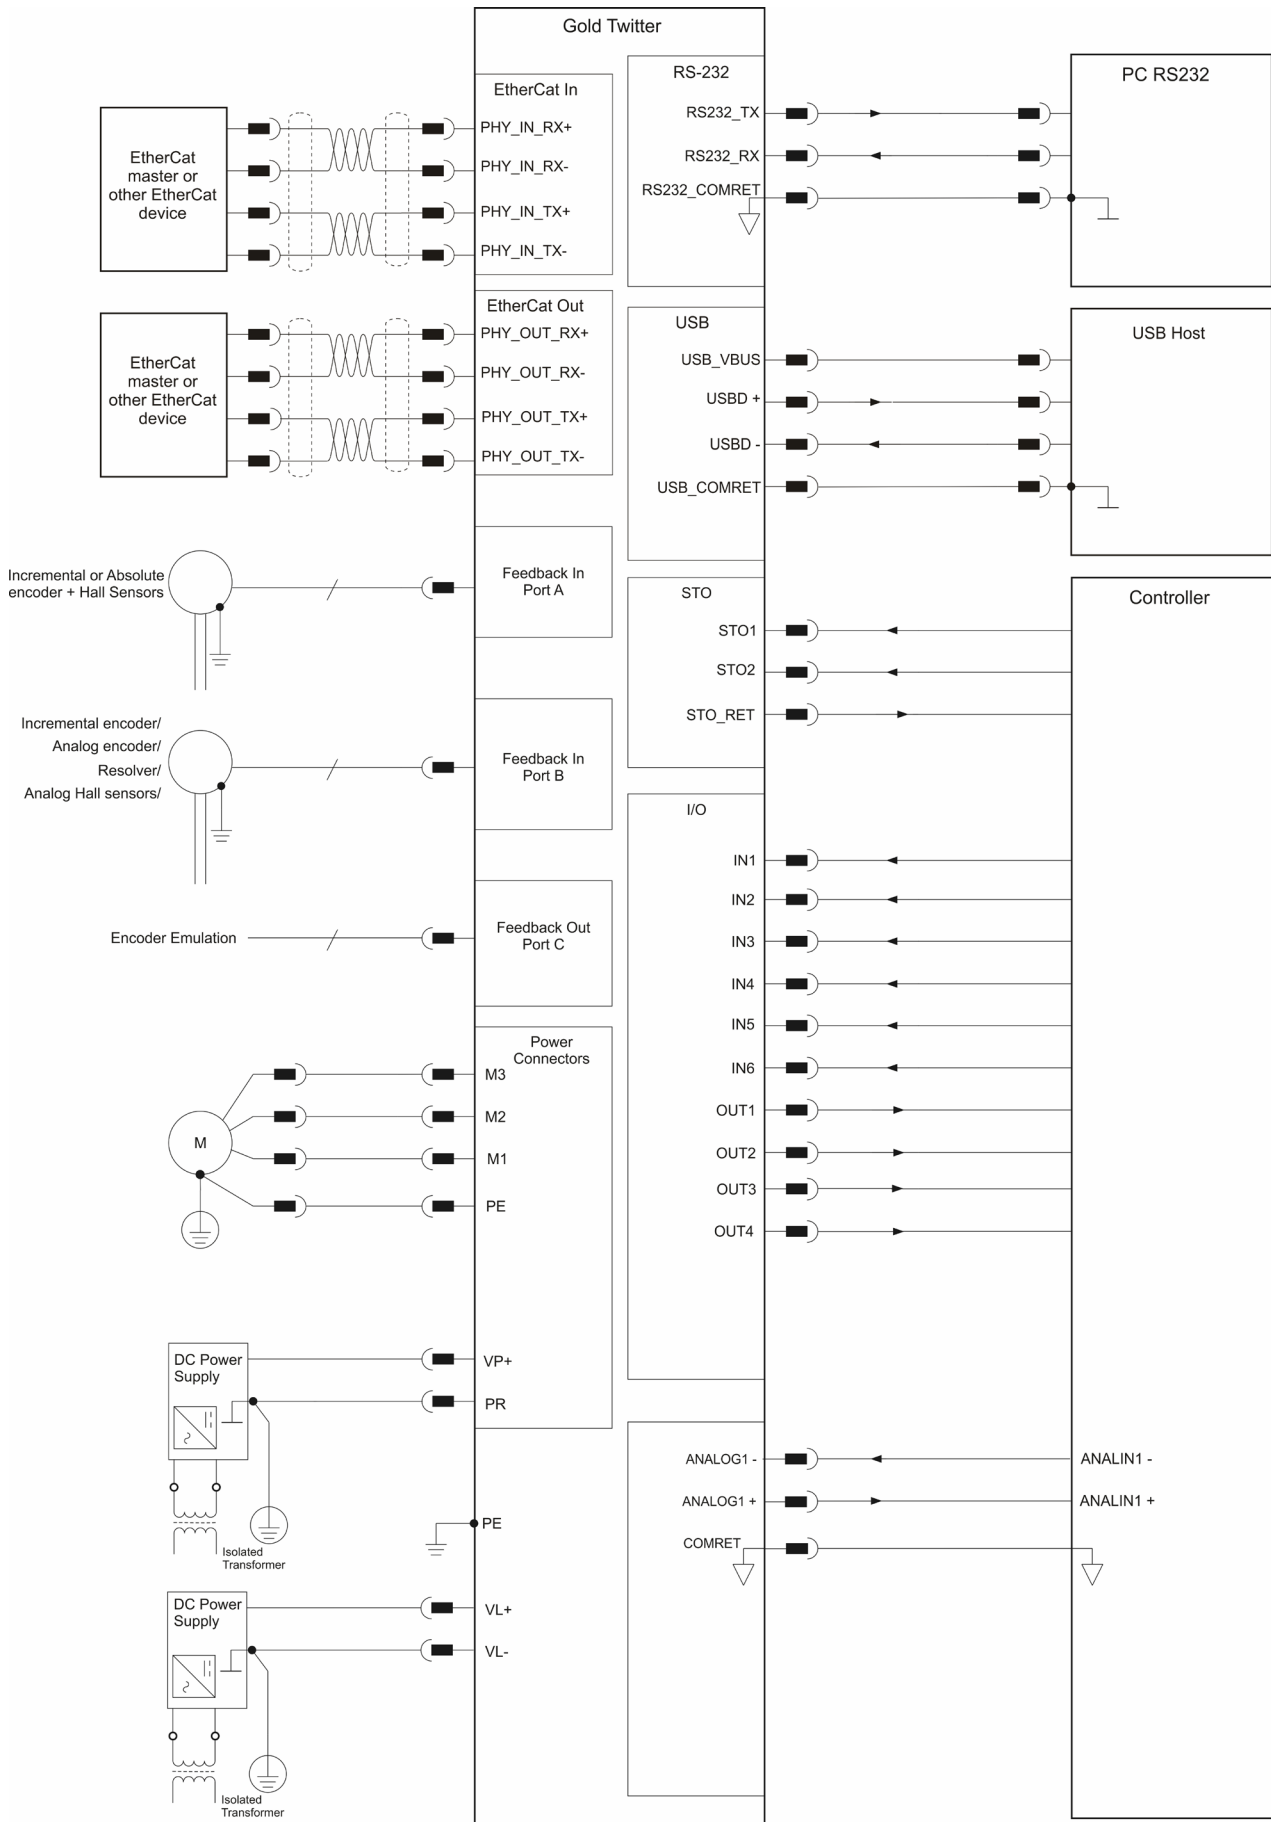 Gold Twitter
EtherCat In
PHY_IN_RX+
PHY_IN_RX-
PHY_IN_TX+
PHY_IN_TX-
EtherCat
master or
other EtherCat
device
EtherCat Out
PHY_OUT_RX+
PHY_OUT_RX-
PHY_OUT_TX+
PHY_OUT_TX-
EtherCat
master or
other EtherCat
device
Incremental or Absolute
encoder + Hall Sensors
Feedback In
Port A
Incremental encoder/
Analog encoder/
Resolver/
Analog Hall sensors/
Feedback In
Port B
Encoder Emulation
Feedback Out
Port C
Power
Connectors
M3
M2
M1
PE
M
DC Power
Supply
VP+
PR
Isolated
Transformer
PE
DC Power
Supply
VL+
VL-
Isolated
Transformer
RS-232
RS232_TX
RS232_RX
RS232_COMRET
PC RS232
USB
USB_VBUS
USBD +
USBD -
USB_COMRET
USB Host
STO
STO1
STO2
STO_RET
Controller
I/O
IN1
IN2
IN3
IN4
IN5
IN6
OUT1
OUT2
OUT3
OUT4
ANALOG1 -
ANALOG1 +
COMRET
ANALIN1 -
ANALIN1 +